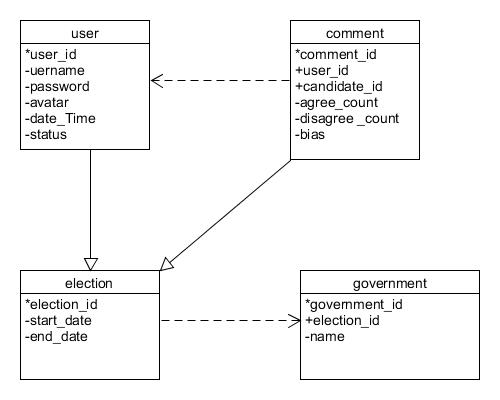 user
*user_id
-uername
-password
-avatar
-date_Time
-status
comment
*comment_id
+user_id
+candidate_id
-agree_count
-disagree _count
-bias
election
*election_id
-start_date
-end_date
government
*government_id
+election_id
-name